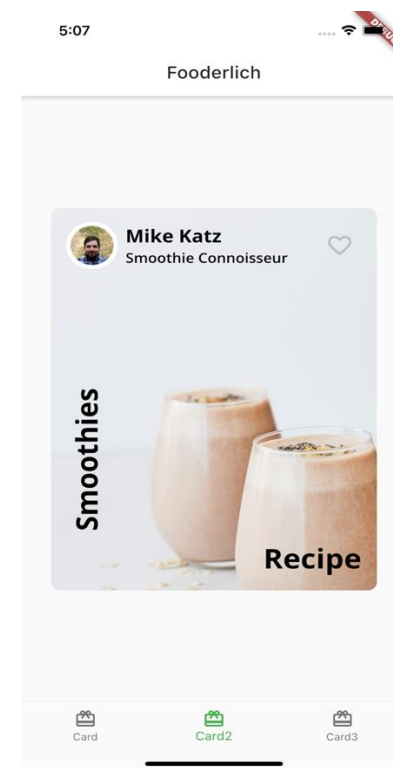 5:07
Fooderlich
Mike Katz
Smoothie Connoisseur
Smoothies
Recipe
Card
Card2
Card3